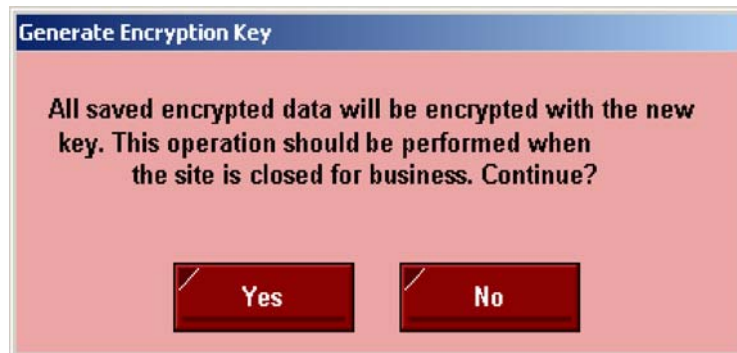 Generate Encryption Key
All saved encrypted data will be encrypted with the new
key. This operation should be performed when
the site is closed for business. Continue?
Yes
No